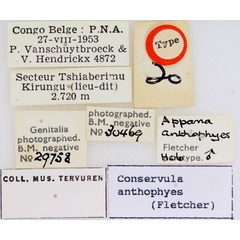 Congo Belge : P.N.A.
27-VIII-1953
P. Vanschuytbroeck &
V. Hendrickx 4872
Type
♂
Secteur Tshiaberimu
Kirungu (lieu-dit)
2.720 m
Genitalia
photographed.
B.M. negative
No 29758
photographed.
B.M. negative
No 30469
Appana
anthophyes
Fletcher
Holotype. ♂
COLL. MUS. TERVUREN
Conservula
anthophyes
(Fletcher)